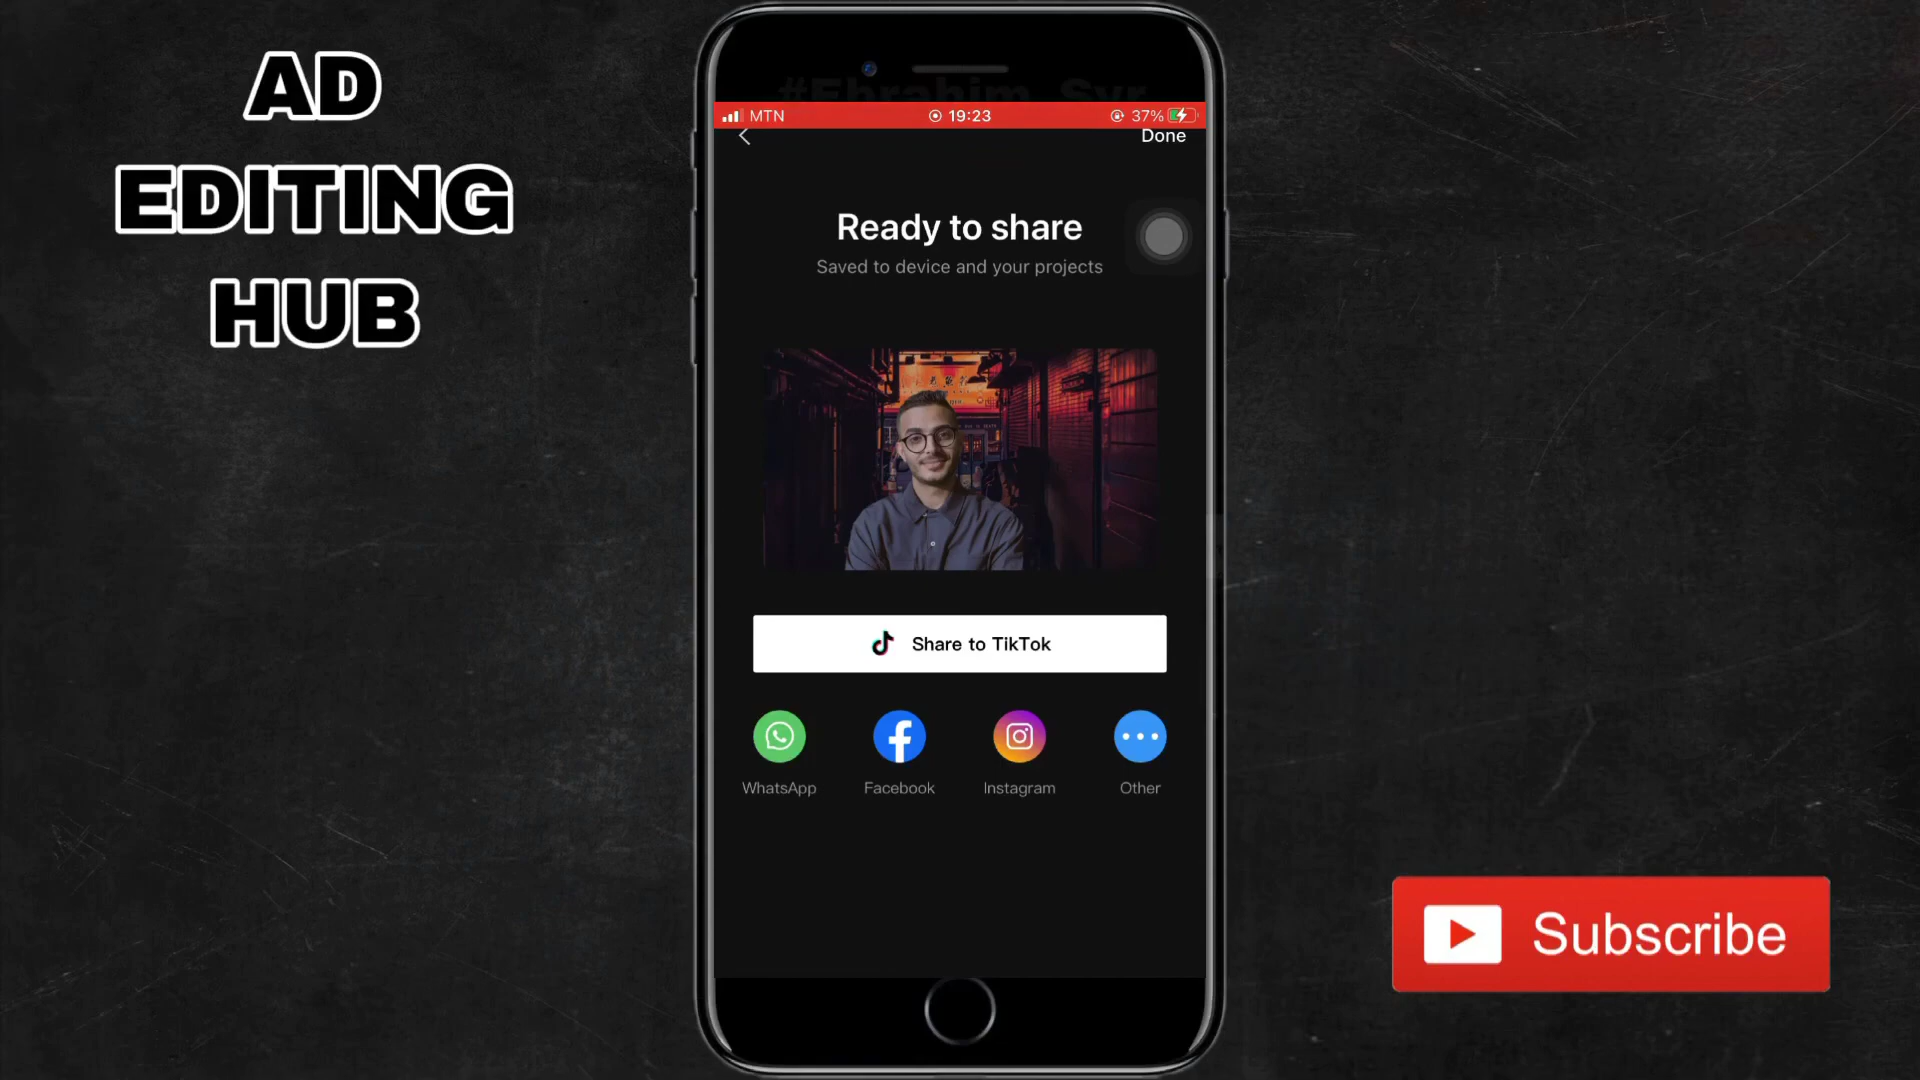 AD
EDITING
HUB
#Ebrahim_Syr
MTN 19:23 37%
Done
Ready to share
Saved to device and your projects
Share to TikTok
WhatsApp Facebook Instagram Other
Subscribe